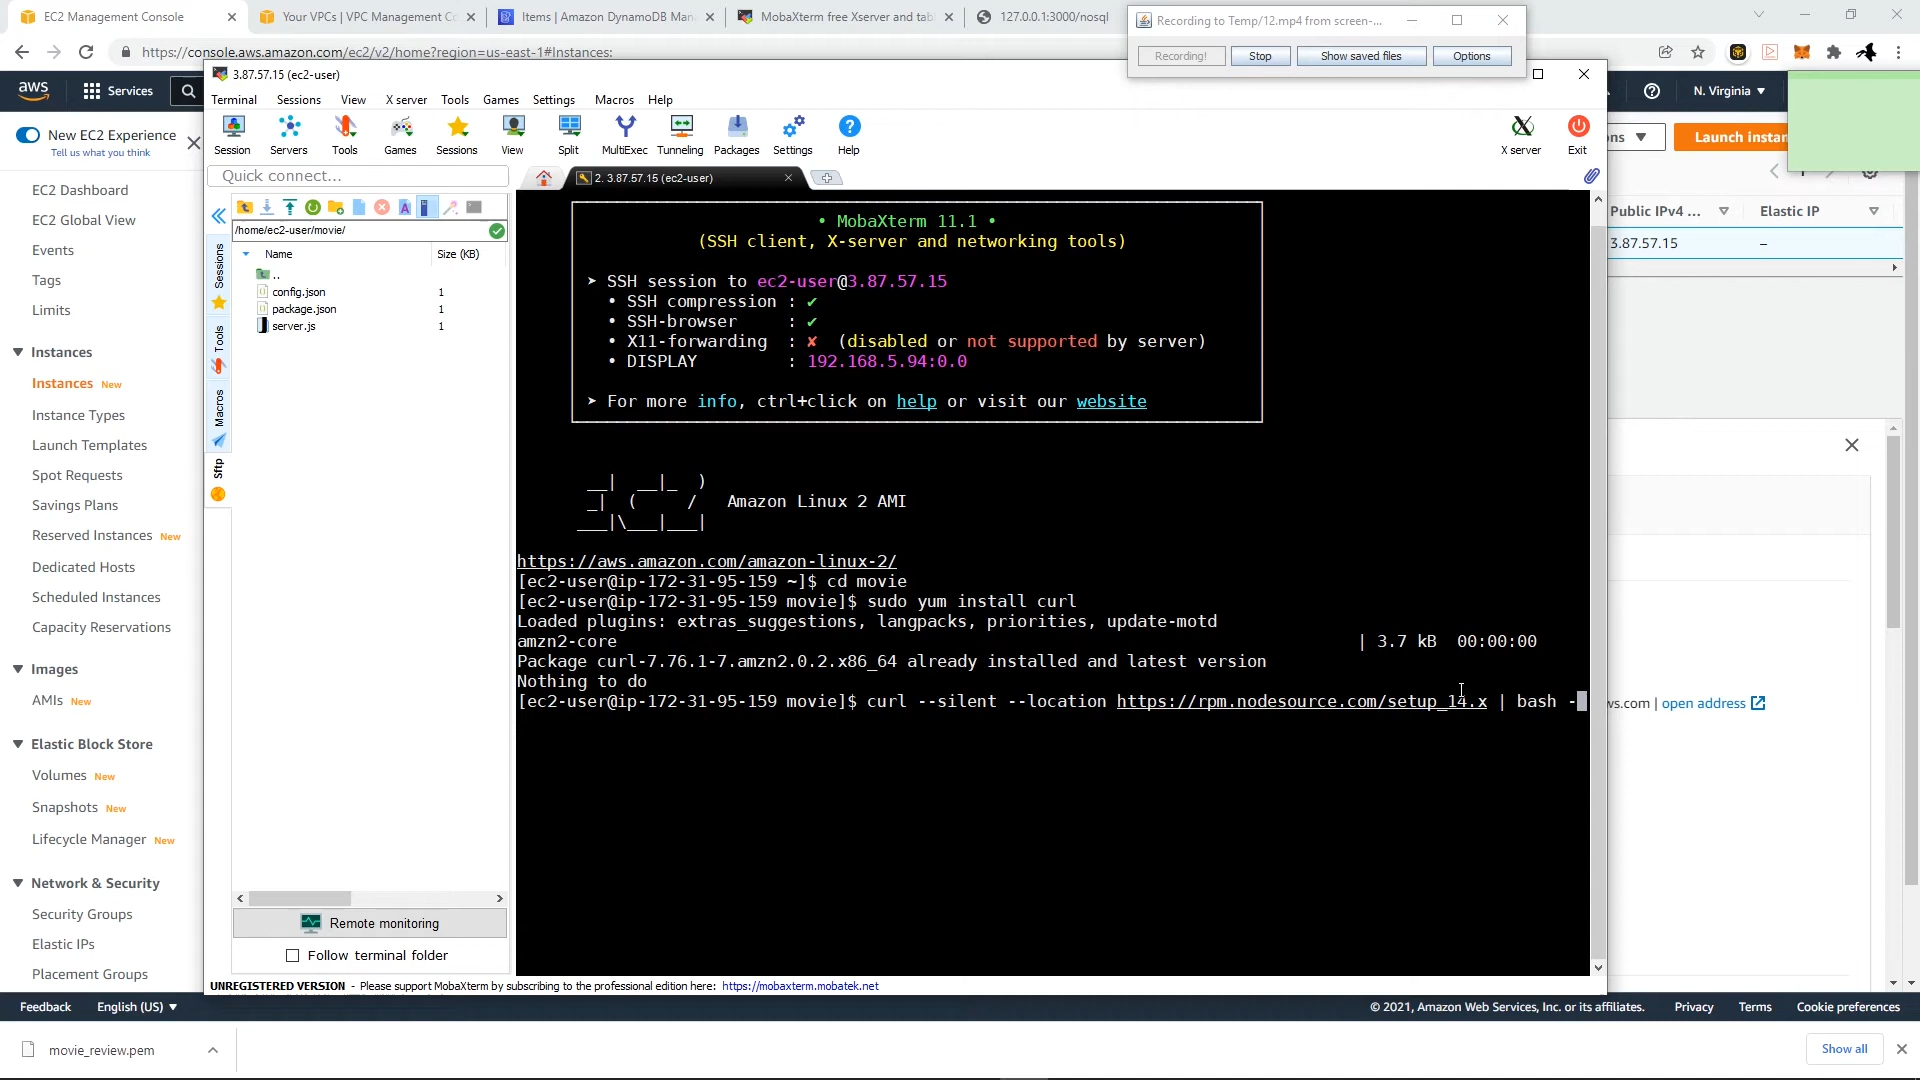 EC2 Management Console
Your VPCs | VPC Management Co
Items | Amazon DynamoDB Man
MobaXterm free Xserver and tab
127.0.0.1:3000/nosql
Recording to Temp/12.mp4 from screen-...
https://console.aws.amazon.com/ec2/v2/home?region=us-east-1#Instances:
Recording!
Stop
Show saved files
Options
aws
Services
3.87.57.15 (ec2-user)
N. Virginia
Terminal
Sessions
View
X server
Tools
Games
Settings
Macros
Help
New EC2 Experience
Tell us what you think
Session
Servers
Tools
Games
Sessions
View
Split
MultiExec
Tunneling
Packages
Settings
Help
X server
Exit
ons
Launch instan
Quick connect...
2. 3.87.57.15 (ec2-user)
EC2 Dashboard
EC2 Global View
Events
Tags
Limits
Instances
Instances New
Instance Types
Launch Templates
Spot Requests
Savings Plans
Reserved Instances New
Dedicated Hosts
Scheduled Instances
Capacity Reservations
Images
AMIs New
Elastic Block Store
Volumes New
Snapshots New
Lifecycle Manager New
Network & Security
Security Groups
Elastic IPs
Placement Groups
Sessions
Tools
Macros
Sftp
/home/ec2-user/movie/
Name
Size (KB)
..
config.json 1
package.json 1
server.js 1
Remote monitoring
Follow terminal folder
• MobaXterm 11.1 •
(SSH client, X-server and networking tools)
➤ SSH session to ec2-user@3.87.57.15
• SSH compression : ✔
• SSH-browser : ✔
• X11-forwarding : ✘ (disabled or not supported by server)
• DISPLAY : 192.168.5.94:0.0
➤ For more info, ctrl+click on help or visit our website
__| __|_ )
_| ( / Amazon Linux 2 AMI
___|\___|___|
https://aws.amazon.com/amazon-linux-2/
[ec2-user@ip-172-31-95-159 ~]$ cd movie
[ec2-user@ip-172-31-95-159 movie]$ sudo yum install curl
Loaded plugins: extras_suggestions, langpacks, priorities, update-motd
amzn2-core | 3.7 kB 00:00:00
Package curl-7.76.1-7.amzn2.0.2.x86_64 already installed and latest version
Nothing to do
[ec2-user@ip-172-31-95-159 movie]$ curl --silent --location https://rpm.nodesource.com/setup_14.x | bash -
Public IPv4 ...
Elastic IP
3.87.57.15
–
ws.com | open address
UNREGISTERED VERSION - Please support MobaXterm by subscribing to the professional edition here: https://mobaxterm.mobatek.net
Feedback
English (US)
© 2021, Amazon Web Services, Inc. or its affiliates.
Privacy
Terms
Cookie preferences
movie_review.pem
Show all